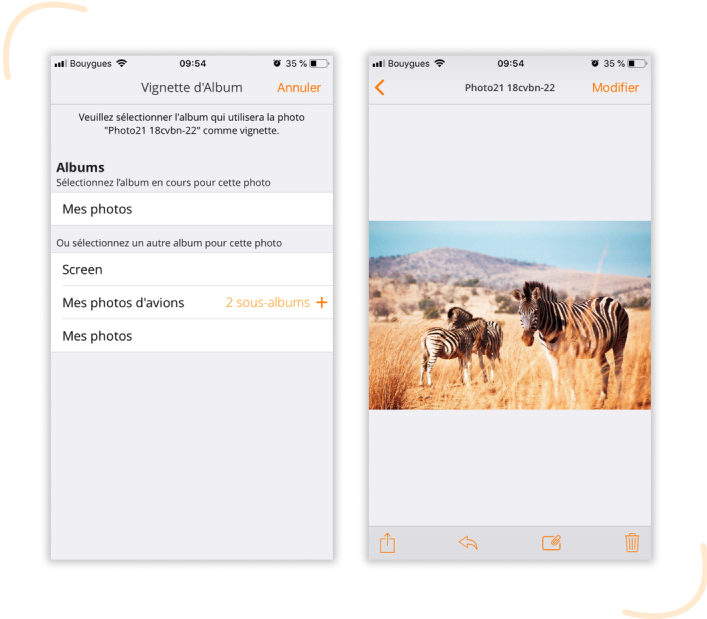 Bouygues 09:54 35 %
Vignette d'Album Annuler
Veuillez sélectionner l'album qui utilisera la photo
"Photo21 18cvbn-22" comme vignette.
Albums
Sélectionnez l'album en cours pour cette photo
Mes photos
Ou sélectionnez un autre album pour cette photo
Screen
Mes photos d'avions 2 sous-albums +
Mes photos
Bouygues 09:54 35 %
Photo21 18cvbn-22 Modifier